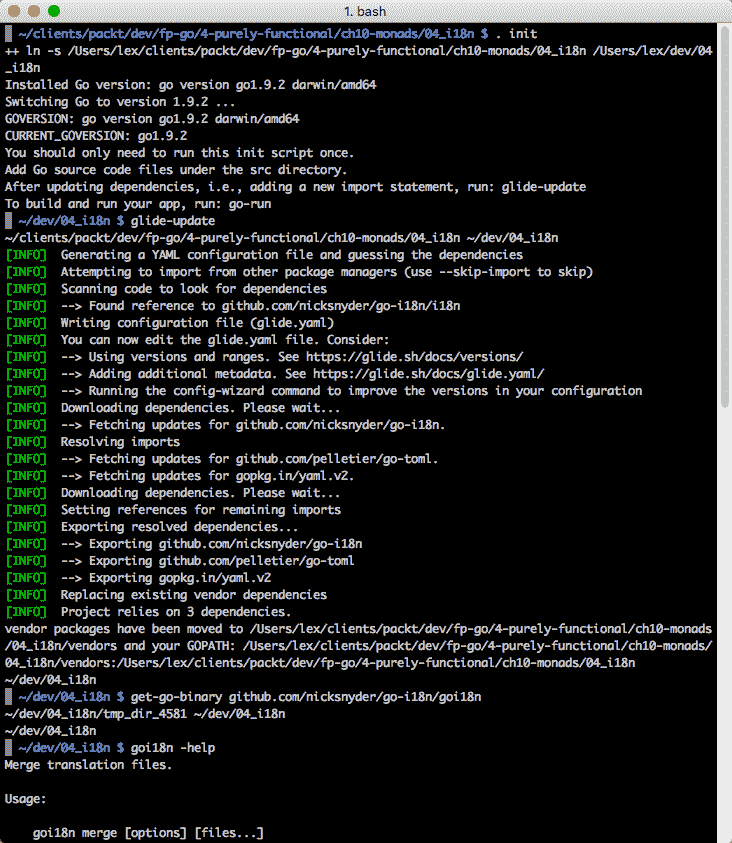 1. bash
~/clients/packt/dev/fp-go/4-purely-functional/ch10-monads/04_i18n $ . init
++ ln -s /Users/lex/clients/packt/dev/fp-go/4-purely-functional/ch10-monads/04_i18n /Users/lex/dev/04
_i18n
Installed Go version: go version go1.9.2 darwin/amd64
Switching Go to version 1.9.2 ...
GOVERSION: go version go1.9.2 darwin/amd64
CURRENT_GOVERSION: go1.9.2
You should only need to run this init script once.
Add Go source code files under the src directory.
After updating dependencies, i.e., adding a new import statement, run: glide-update
To build and run your app, run: go-run
~/dev/04_i18n $ glide-update
~/clients/packt/dev/fp-go/4-purely-functional/ch10-monads/04_i18n ~/dev/04_i18n
[INFO] Generating a YAML configuration file and guessing the dependencies
[INFO] Attempting to import from other package managers (use --skip-import to skip)
[INFO] Scanning code to look for dependencies
[INFO] --> Found reference to github.com/nicksnyder/go-i18n/i18n
[INFO] Writing configuration file (glide.yaml)
[INFO] You can now edit the glide.yaml file. Consider:
[INFO] --> Using versions and ranges. See https://glide.sh/docs/versions/
[INFO] --> Adding additional metadata. See https://glide.sh/docs/glide.yaml/
[INFO] --> Running the config-wizard command to improve the versions in your configuration
[INFO] Downloading dependencies. Please wait...
[INFO] --> Fetching updates for github.com/nicksnyder/go-i18n.
[INFO] Resolving imports
[INFO] --> Fetching updates for github.com/pelletier/go-toml.
[INFO] --> Fetching updates for gopkg.in/yaml.v2.
[INFO] Downloading dependencies. Please wait...
[INFO] Setting references for remaining imports
[INFO] Exporting resolved dependencies...
[INFO] --> Exporting github.com/nicksnyder/go-i18n
[INFO] --> Exporting github.com/pelletier/go-toml
[INFO] --> Exporting gopkg.in/yaml.v2
[INFO] Replacing existing vendor dependencies
[INFO] Project relies on 3 dependencies.
vendor packages have been moved to /Users/lex/clients/packt/dev/fp-go/4-purely-functional/ch10-monads
/04_i18n/vendors and your GOPATH: /Users/lex/clients/packt/dev/fp-go/4-purely-functional/ch10-monads/
04_i18n/vendors:/Users/lex/clients/packt/dev/fp-go/4-purely-functional/ch10-monads/04_i18n
~/dev/04_i18n
~/dev/04_i18n $ get-go-binary github.com/nicksnyder/go-i18n/goi18n
~/dev/04_i18n/tmp_dir_4581 ~/dev/04_i18n
~/dev/04_i18n
~/dev/04_i18n $ goi18n -help
Merge translation files.
Usage:
goi18n merge [options] [files...]